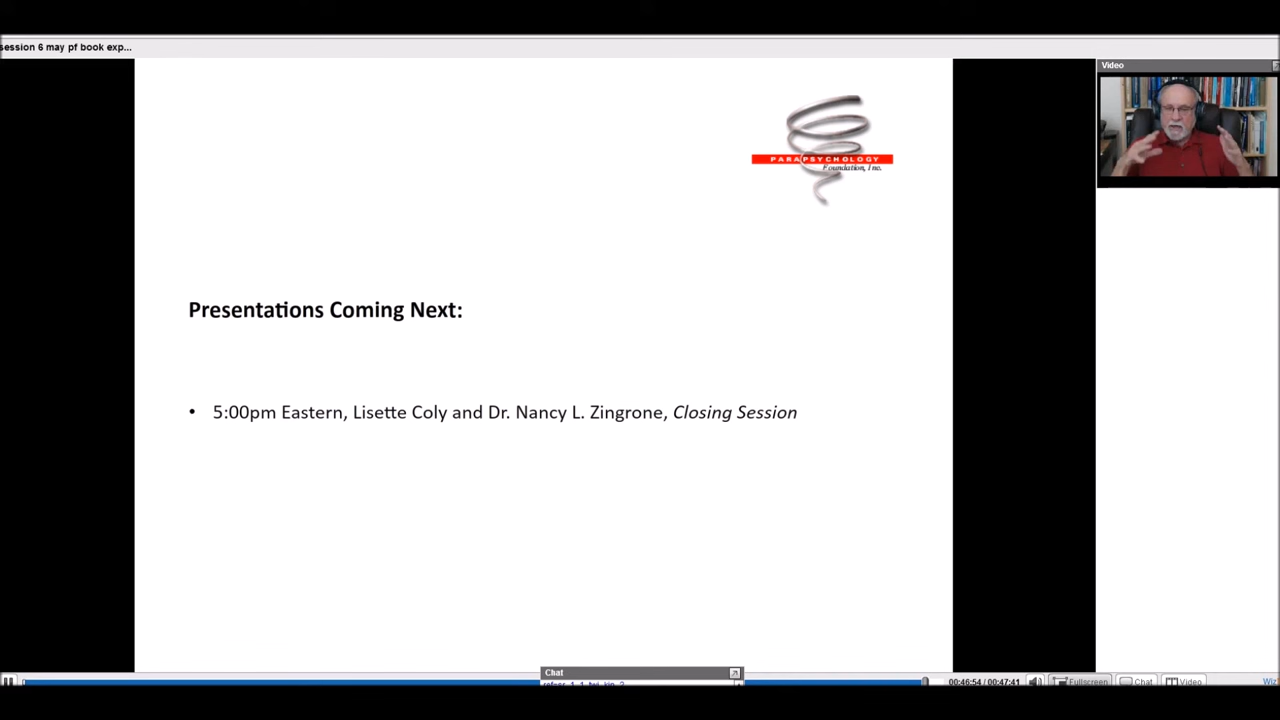 session 6 may pf book exp...
Video
PARAPSYCHOLOGY
Foundation, Inc.
Presentations Coming Next:
• 5:00pm Eastern, Lisette Coly and Dr. Nancy L. Zingrone, Closing Session
Chat
00:46:54 / 00:47:41
Fullscreen
Chat
Video
Wiz